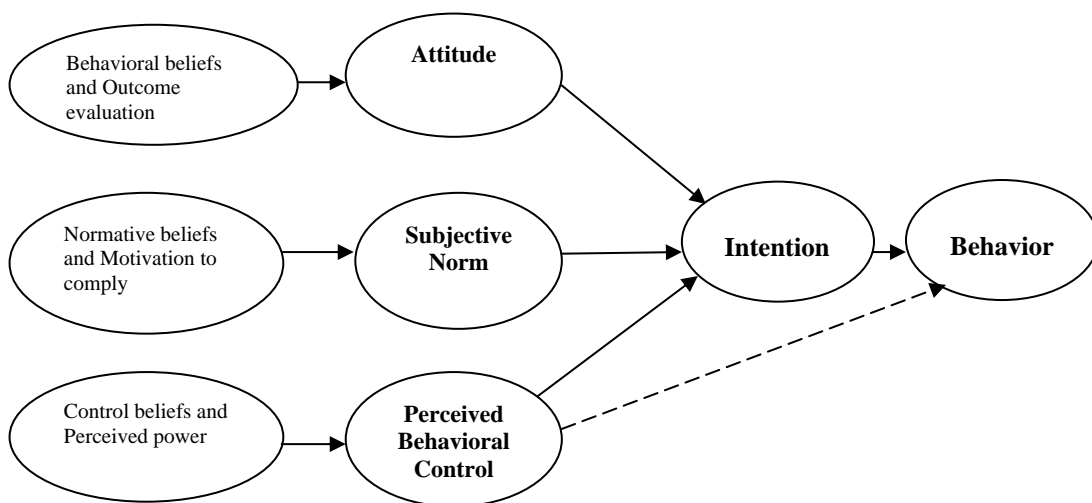 Behavioral beliefs
and Outcome
evaluation
Attitude
Normative beliefs
and Motivation to
comply
Subjective
Norm
Intention
Behavior
Control beliefs and
Perceived power
Perceived
Behavioral
Control